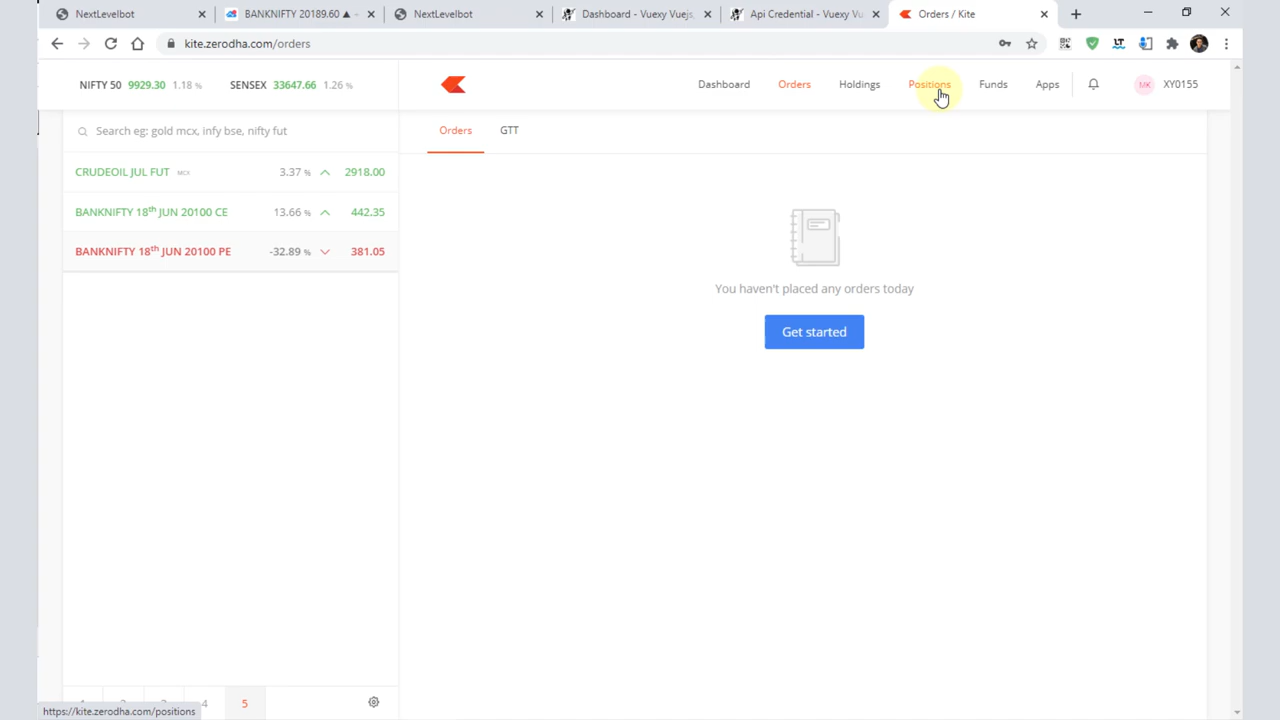 NextLevelbot
BANKNIFTY 20189.60 ▲
NextLevelbot
Dashboard - Vuexy Vuejs,
Api Credential - Vuexy Vu
Orders / Kite
kite.zerodha.com/orders
NIFTY 50 9929.30 1.18 %
SENSEX 33647.66 1.26 %
Dashboard
Orders
Holdings
Positions
Funds
Apps
MK
XY0155
Search eg: gold mcx, infy bse, nifty fut
Orders
GTT
CRUDEOIL JUL FUT MCX 3.37 % 2918.00
BANKNIFTY 18th JUN 20100 CE 13.66 % 442.35
BANKNIFTY 18th JUN 20100 PE -32.89 % 381.05
You haven't placed any orders today
Get started
4 5
https://kite.zerodha.com/positions